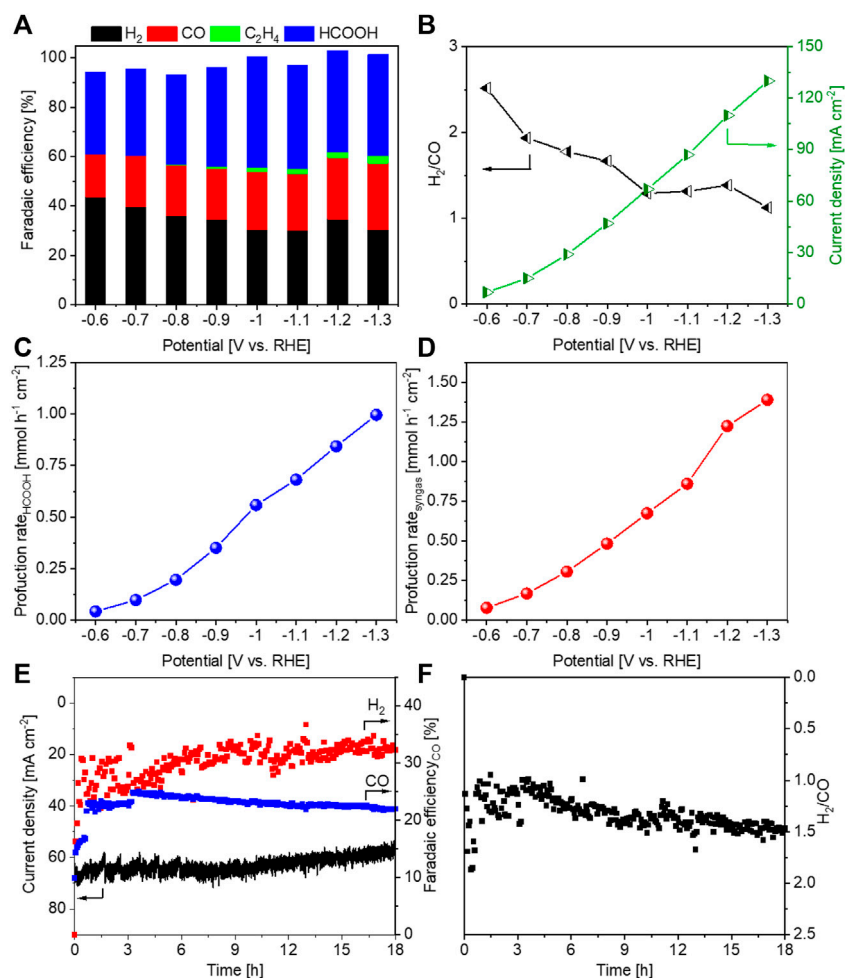 A
H2 CO C2H4 HCOOH
Faradaic efficiency [%]
100
80
60
40
20
0
-0.6 -0.7 -0.8 -0.9 -1 -1.1 -1.2 -1.3
Potential [V vs. RHE]
B
H2/CO
3
2
1
0
150
120
90
60
30
0
Current density [mA cm-2]
-0.6 -0.7 -0.8 -0.9 -1 -1.1 -1.2 -1.3
Potential [V vs. RHE]
C
Profuction rateHCOOH [mmol h-1 cm-2]
1.25
1.00
0.75
0.50
0.25
0.00
-0.6 -0.7 -0.8 -0.9 -1 -1.1 -1.2 -1.3
Potential [V vs. RHE]
D
Profuction ratesyngas [mmol h-1 cm-2]
1.50
1.25
1.00
0.75
0.50
0.25
0.00
-0.6 -0.7 -0.8 -0.9 -1 -1.1 -1.2 -1.3
Potential [V vs. RHE]
E
Current density [mA cm-2]
0
20
40
60
80
H2
CO
40
30
20
10
0
Faradaic efficiencyCO [%]
0 3 6 9 12 15 18
Time [h]
F
0.0
0.5
1.0
1.5
2.0
2.5
H2/CO
0 3 6 9 12 15 18
Time [h]